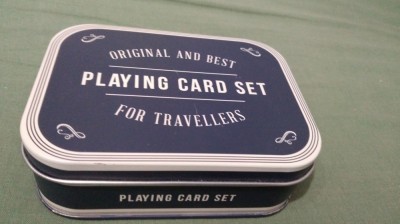 ORIGINAL AND BEST
PLAYING CARD SET
FOR TRAVELLERS
PLAYING CARD SET